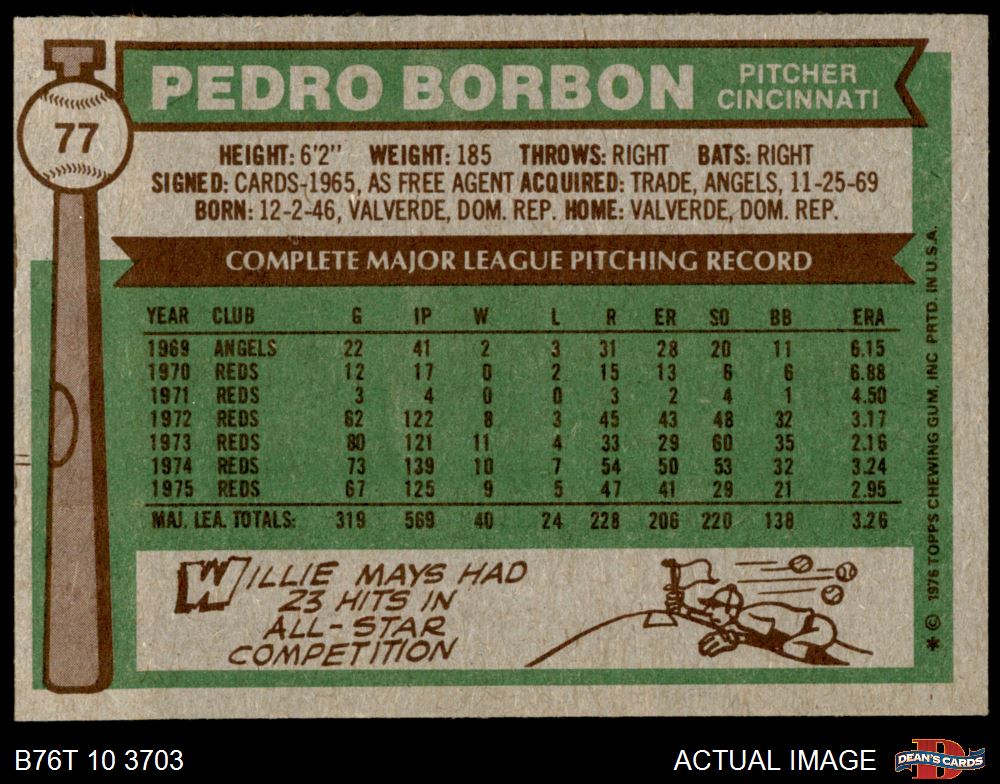 77
PEDRO BORBON
PITCHER
CINCINNATI
HEIGHT: 6'2" WEIGHT: 185 THROWS: RIGHT BATS: RIGHT
SIGNED: CARDS-1965, AS FREE AGENT ACQUIRED: TRADE, ANGELS, 11-25-69
BORN: 12-2-46, VALVERDE, DOM. REP. HOME: VALVERDE, DOM. REP.
COMPLETE MAJOR LEAGUE PITCHING RECORD
YEAR CLUB G IP W L R ER SO BB ERA
1969 ANGELS 22 41 2 3 31 28 20 11 6.15
1970 REDS 12 17 0 2 15 13 6 6 6.88
1971 REDS 3 4 0 0 3 2 4 1 4.50
1972 REDS 62 122 8 3 45 43 48 32 3.17
1973 REDS 80 121 11 4 33 29 60 35 2.16
1974 REDS 73 139 10 7 54 50 53 32 3.24
1975 REDS 67 125 9 5 47 41 29 21 2.95
MAJ. LEA. TOTALS: 319 569 40 24 228 206 220 138 3.26
WILLIE MAYS HAD
23 HITS IN
ALL-STAR
COMPETITION
* © 1976 TOPPS CHEWING GUM, INC PRTD. IN U.S.A.
B76T 10 3703
ACTUAL IMAGE
DEAN'S CARDS